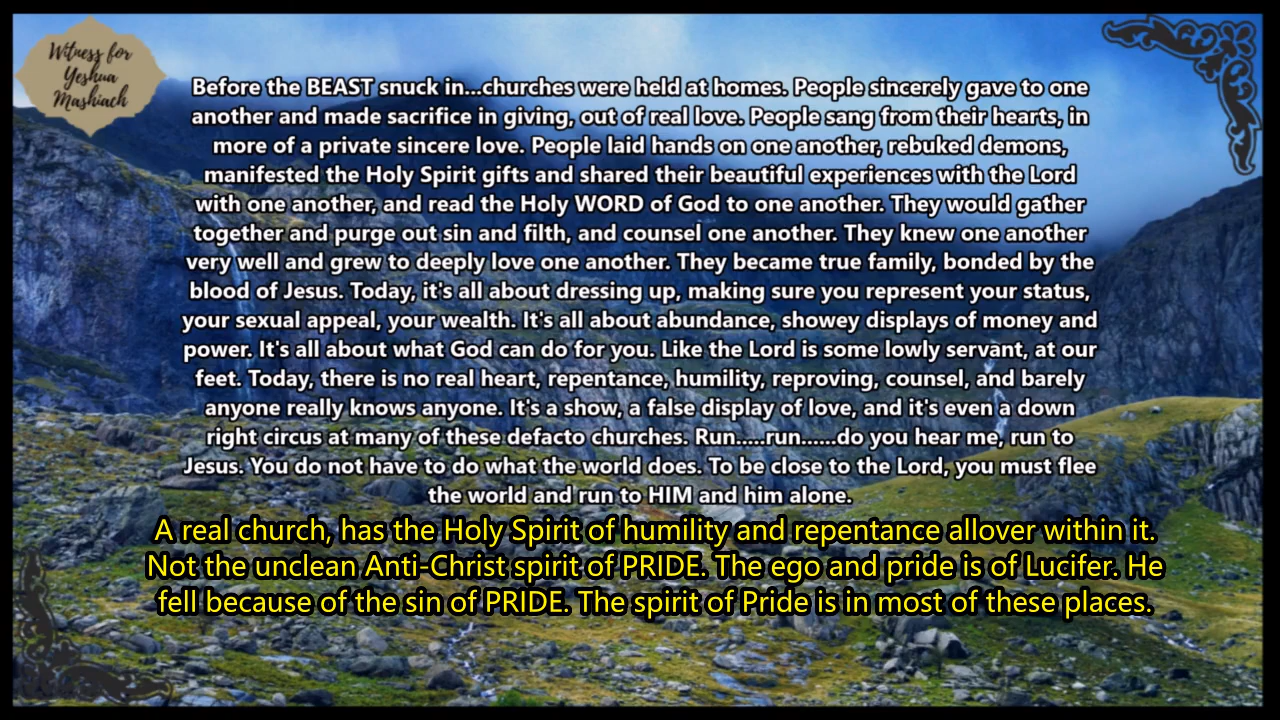 Witness for
Yeshua
Mashiach
Before the BEAST snuck in...churches were held at homes. People sincerely gave to one
another and made sacrifice in giving, out of real love. People sang from their hearts, in
more of a private sincere love. People laid hands on one another, rebuked demons,
manifested the Holy Spirit gifts and shared their beautiful experiences with the Lord
with one another, and read the Holy WORD of God to one another. They would gather
together and purge out sin and filth, and counsel one another. They knew one another
very well and grew to deeply love one another. They became true family, bonded by the
blood of Jesus. Today, it's all about dressing up, making sure you represent your status,
your sexual appeal, your wealth. It's all about abundance, showey displays of money and
power. It's all about what God can do for you. Like the Lord is some lowly servant, at our
feet. Today, there is no real heart, repentance, humility, reproving, counsel, and barely
anyone really knows anyone. It's a show, a false display of love, and it's even a down
right circus at many of these defacto churches. Run.....run......do you hear me, run to
Jesus. You do not have to do what the world does. To be close to the Lord, you must flee
the world and run to HIM and him alone.
A real church, has the Holy Spirit of humility and repentance allover within it.
Not the unclean Anti-Christ spirit of PRIDE. The ego and pride is of Lucifer. He
fell because of the sin of PRIDE. The spirit of Pride is in most of these places.